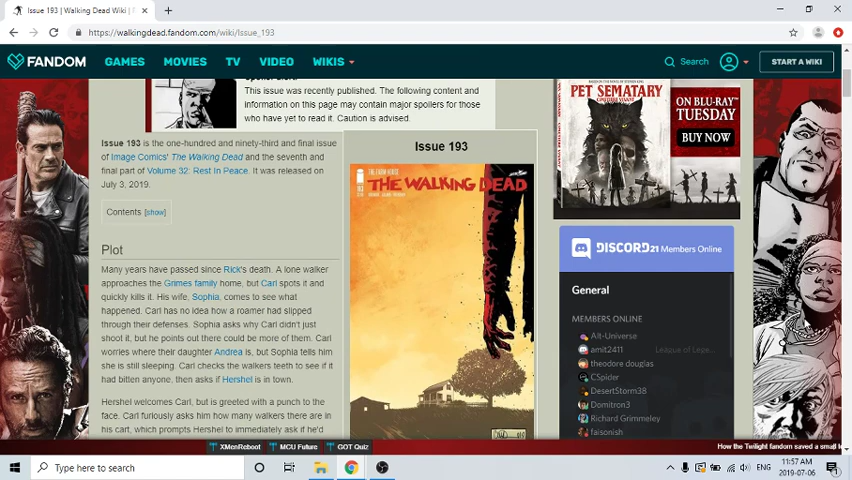 Issue 193 | Walking Dead Wiki | F
https://walkingdead.fandom.com/wiki/Issue_193
FANDOM
GAMES
MOVIES
TV
VIDEO
WIKIS
Search
START A WIKI
This issue was recently published. The following content and
information on this page may contain major spoilers for those
who have yet to read it. Caution is advised.
Issue 193 is the one-hundred and ninety-third and final issue
of Image Comics' The Walking Dead and the seventh and
final part of Volume 32: Rest In Peace. It was released on
July 3, 2019.
Contents [show]
Plot
Many years have passed since Rick's death. A lone walker
approaches the Grimes family home, but Carl spots it and
quickly kills it. His wife, Sophia, comes to see what
happened. Carl has no idea how a roamer had slipped
through their defenses. Sophia asks why Carl didn't just
shoot it, but he points out there could be more of them. Carl
worries where their daughter Andrea is, but Sophia tells him
she is still sleeping. Carl checks the walkers teeth to see if it
had bitten anyone, then asks if Hershel is in town.
Hershel welcomes Carl, but is greeted with a punch to the
face. Carl furiously asks him how many walkers there are in
his cart, which prompts Hershel to immediately ask if he'd
Issue 193
193
THE WALKING DEAD
PET SEMATARY
ON BLU-RAY
TUESDAY
BUY NOW
DISCORD
21 Members Online
General
MEMBERS ONLINE
Alt-Universe
amit2411
League of Lege...
theodore douglas
CSpider
DesertStorm38
Domitron3
Richard Grimmeley
faisonish
XMenReboot
MCU Future
GOT Quiz
How the Twilight fandom saved a small
Type here to search
ENG
11:57 AM
2019-07-06